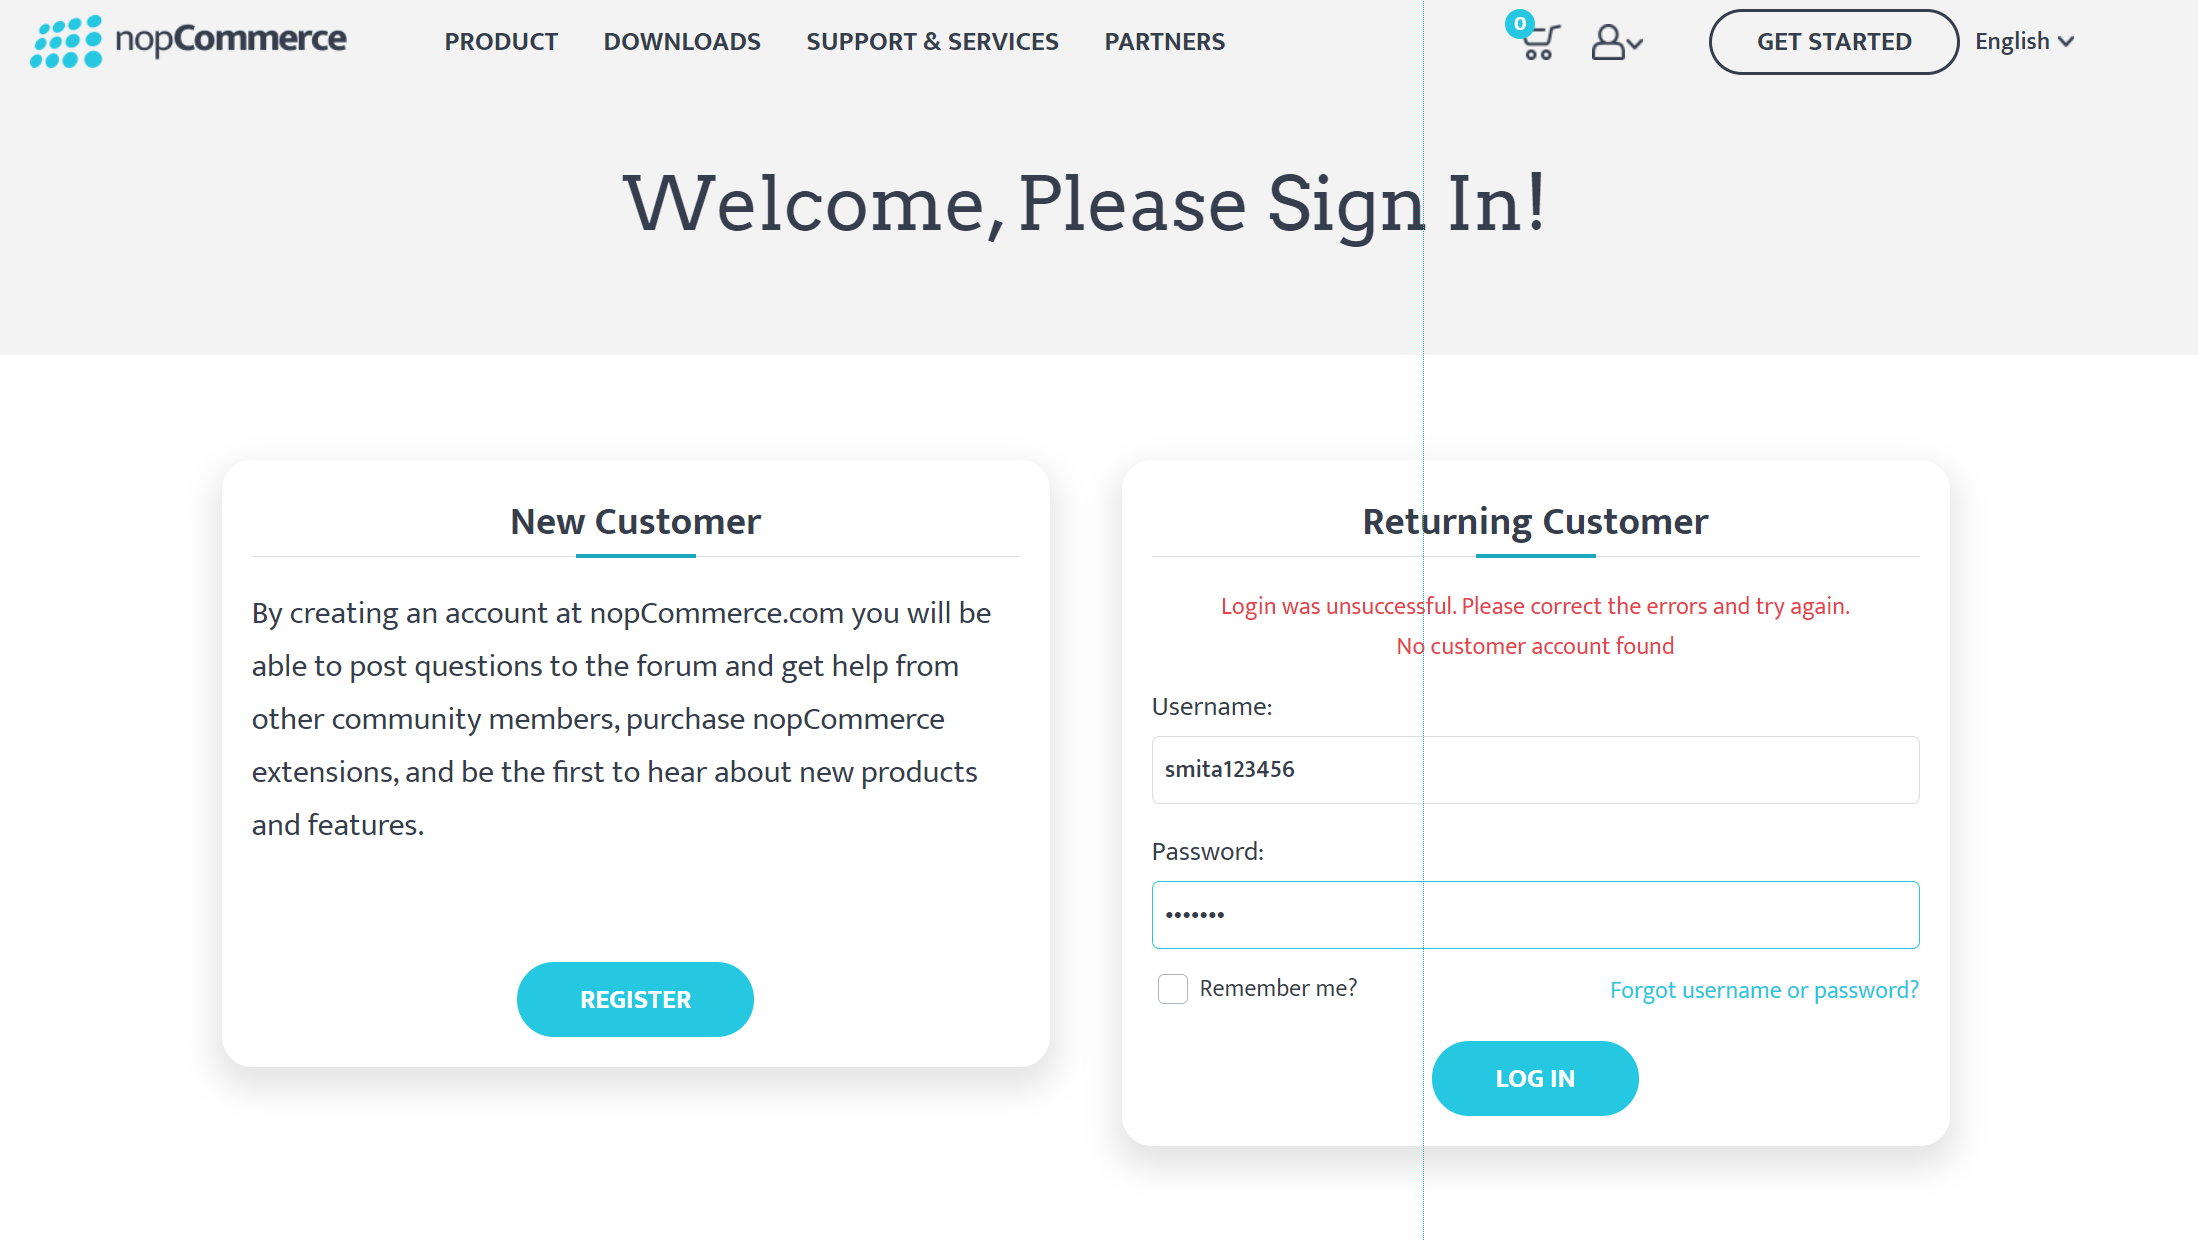 nopCommerce
PRODUCT
DOWNLOADS
SUPPORT & SERVICES
PARTNERS
0
GET STARTED
English
Welcome, Please Sign In!
New Customer
By creating an account at nopCommerce.com you will be
able to post questions to the forum and get help from
other community members, purchase nopCommerce
extensions, and be the first to hear about new products
and features.
REGISTER
Returning Customer
Login was unsuccessful. Please correct the errors and try again.
No customer account found
Username:
smita123456
Password:
•••••••
Remember me?
Forgot username or password?
LOG IN